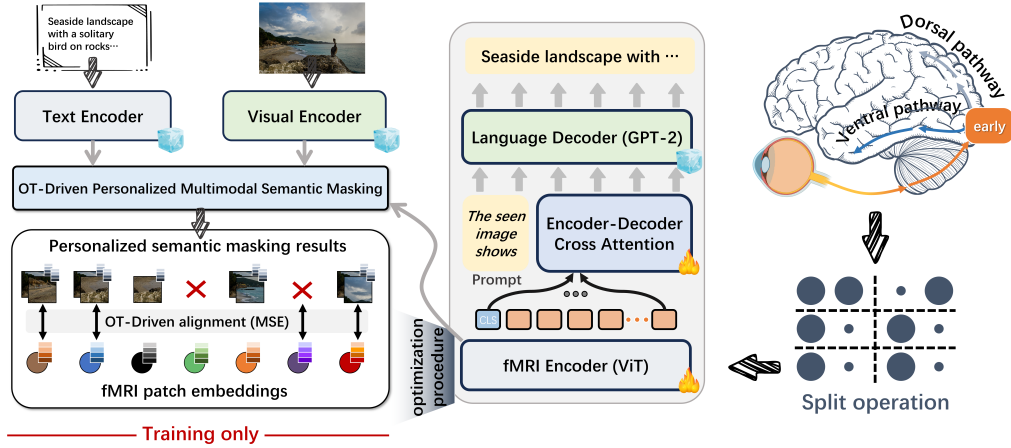 Seaside landscape
with a solitary
bird on rocks···
Text Encoder
Visual Encoder
OT-Driven Personalized Multimodal Semantic Masking
Personalized semantic masking results
OT-Driven alignment (MSE)
fMRI patch embeddings
Training only
optimization
procedure
Seaside landscape with ···
Language Decoder (GPT-2)
The seen
image
shows
Prompt
Encoder-Decoder
Cross Attention
CLS
fMRI Encoder (ViT)
Dorsal pathway
Ventral pathway
early
Split operation